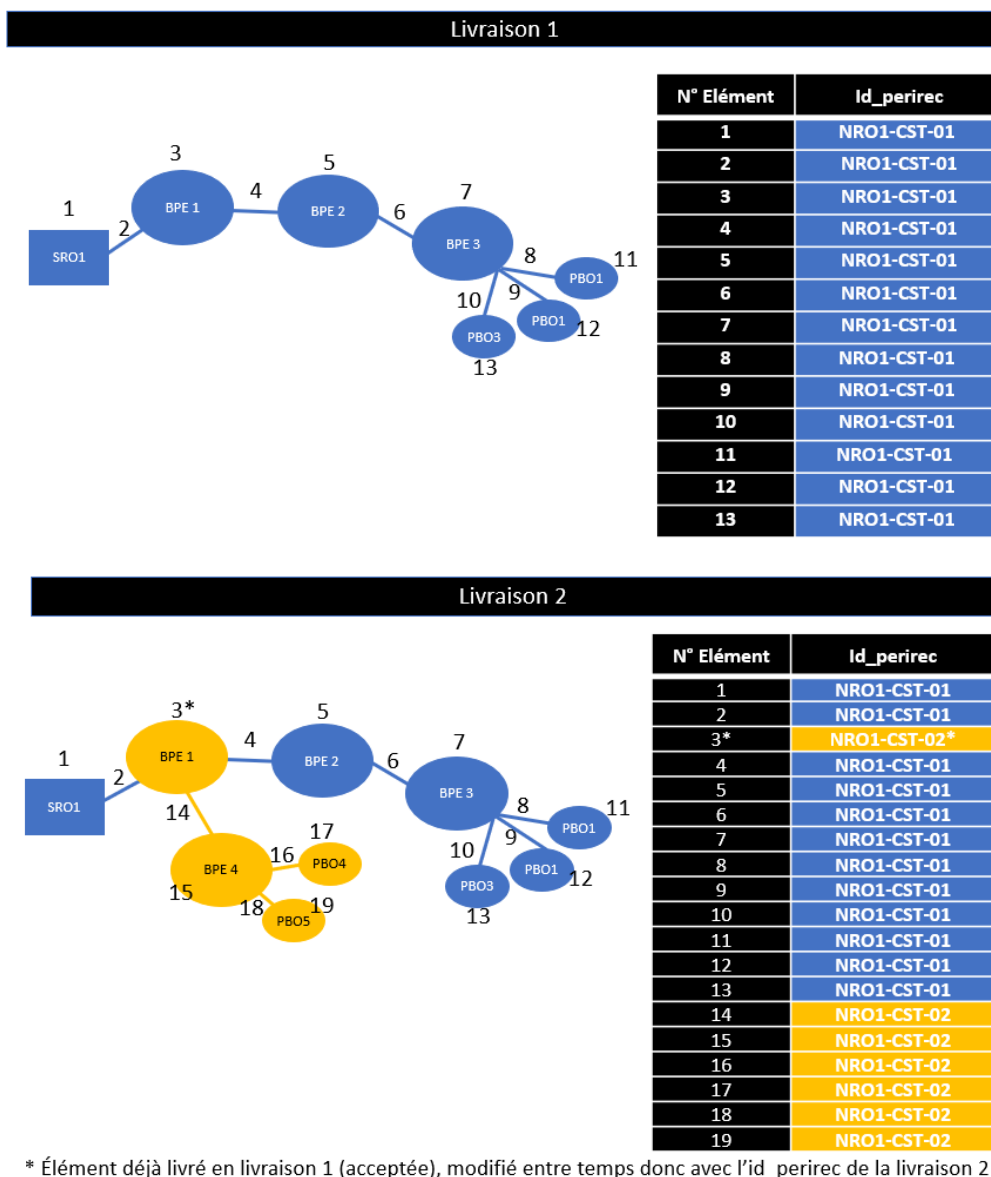 Livraison 1
N° Elément Id_perirec
1 NRO1-CST-01
2 NRO1-CST-01
3 NRO1-CST-01
4 NRO1-CST-01
5 NRO1-CST-01
6 NRO1-CST-01
7 NRO1-CST-01
8 NRO1-CST-01
9 NRO1-CST-01
10 NRO1-CST-01
11 NRO1-CST-01
12 NRO1-CST-01
13 NRO1-CST-01
3
5
1
4
7
BPE 1
BPE 2
2
6
SRO1
BPE 3
8
11
PBO1
10
9
PBO1
12
PBO3
13
Livraison 2
N° Elément Id_perirec
1 NRO1-CST-01
2 NRO1-CST-01
3* NRO1-CST-02*
4 NRO1-CST-01
5 NRO1-CST-01
6 NRO1-CST-01
7 NRO1-CST-01
8 NRO1-CST-01
9 NRO1-CST-01
10 NRO1-CST-01
11 NRO1-CST-01
12 NRO1-CST-01
13 NRO1-CST-01
14 NRO1-CST-02
15 NRO1-CST-02
16 NRO1-CST-02
17 NRO1-CST-02
18 NRO1-CST-02
19 NRO1-CST-02
3*
5
1
4
7
BPE 1
BPE 2
2
6
SRO1
BPE 3
14
8
11
17
PBO1
BPE 4
16
PBO4
10
9
PBO1
12
15
PBO3
18
19
13
PBO5
* Élément déjà livré en livraison 1 (acceptée), modifié entre temps donc avec l'id_perirec de la livraison 2